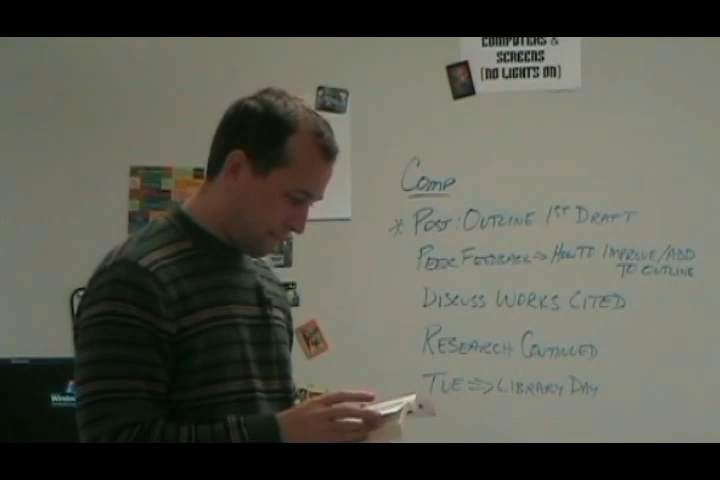 COMPUTERS &
SCREENS
(NO LIGHTS ON)
COMP
* POST: OUTLINE 1ST DRAFT
PEER FEEDBACK ⇒ HOW TO IMPROVE/ADD
TO OUTLINE
DISCUSS WORKS CITED
RESEARCH CONTINUED
TUE ⇒ LIBRARY DAY
Windows